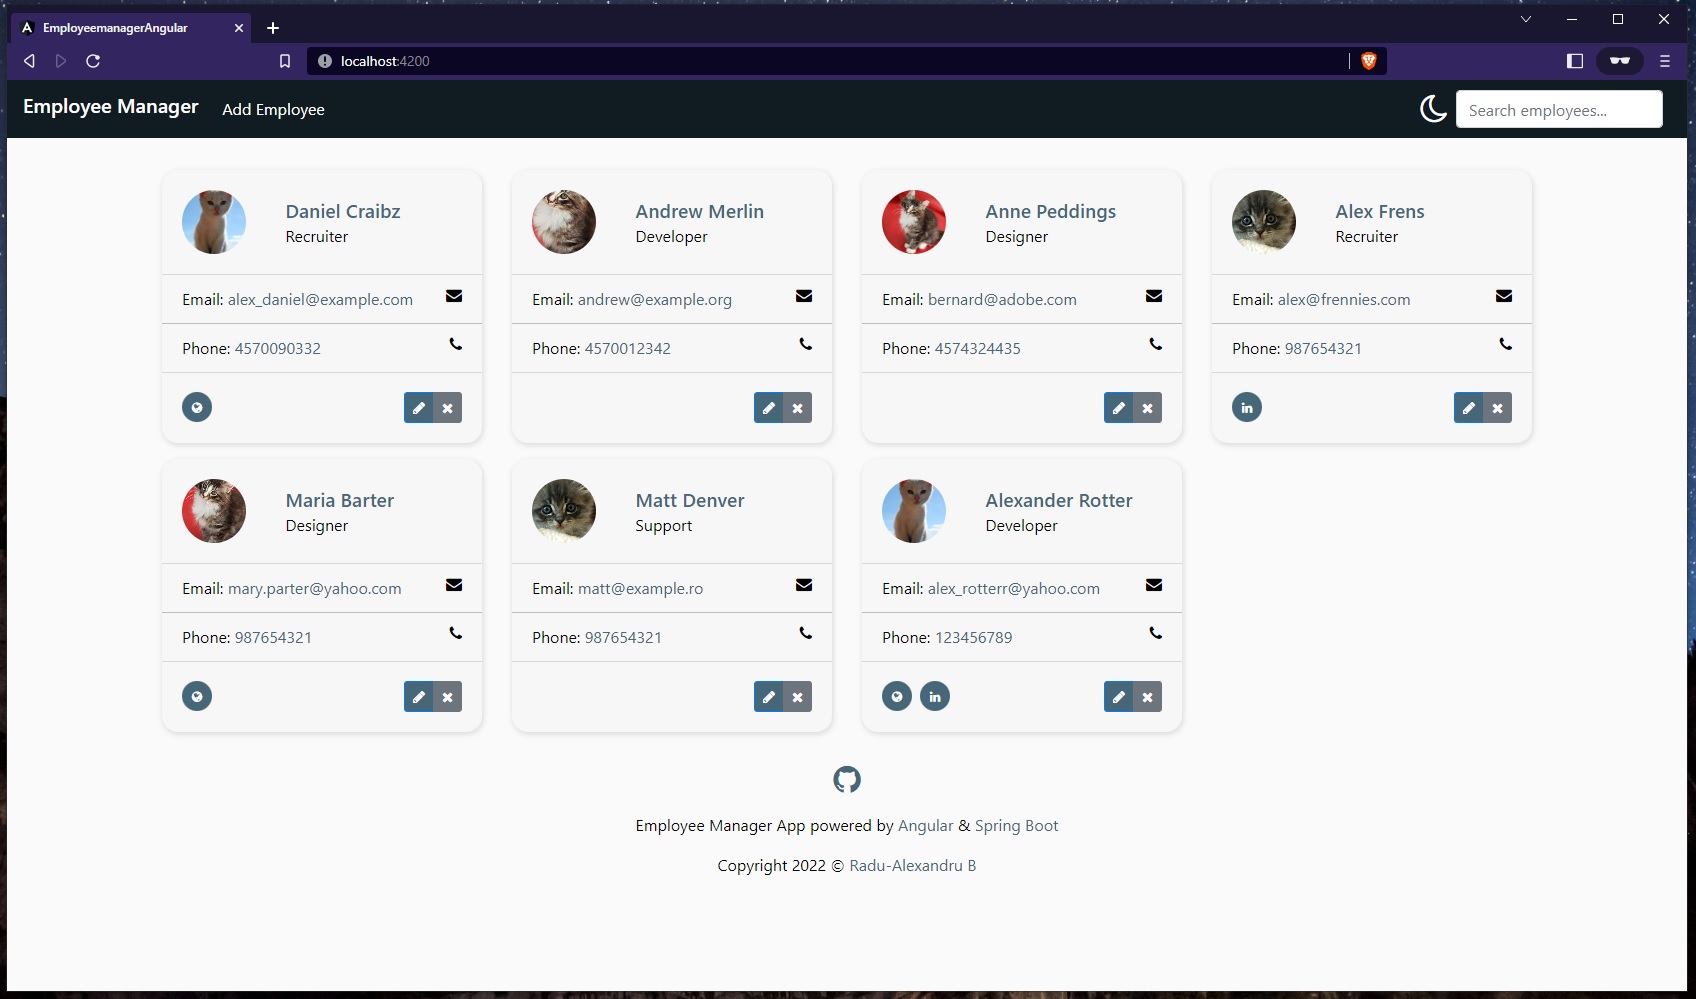 EmployeemanagerAngular
localhost:4200
Employee Manager Add Employee Search employees...
Daniel Craibz
Recruiter
Email: alex_daniel@example.com
Phone: 4570090332
Andrew Merlin
Developer
Email: andrew@example.org
Phone: 4570012342
Anne Peddings
Designer
Email: bernard@adobe.com
Phone: 4574324435
Alex Frens
Recruiter
Email: alex@frennies.com
Phone: 987654321
Maria Barter
Designer
Email: mary.parter@yahoo.com
Phone: 987654321
Matt Denver
Support
Email: matt@example.ro
Phone: 987654321
Alexander Rotter
Developer
Email: alex_rotterr@yahoo.com
Phone: 123456789
Employee Manager App powered by Angular & Spring Boot
Copyright 2022 © Radu-Alexandru B